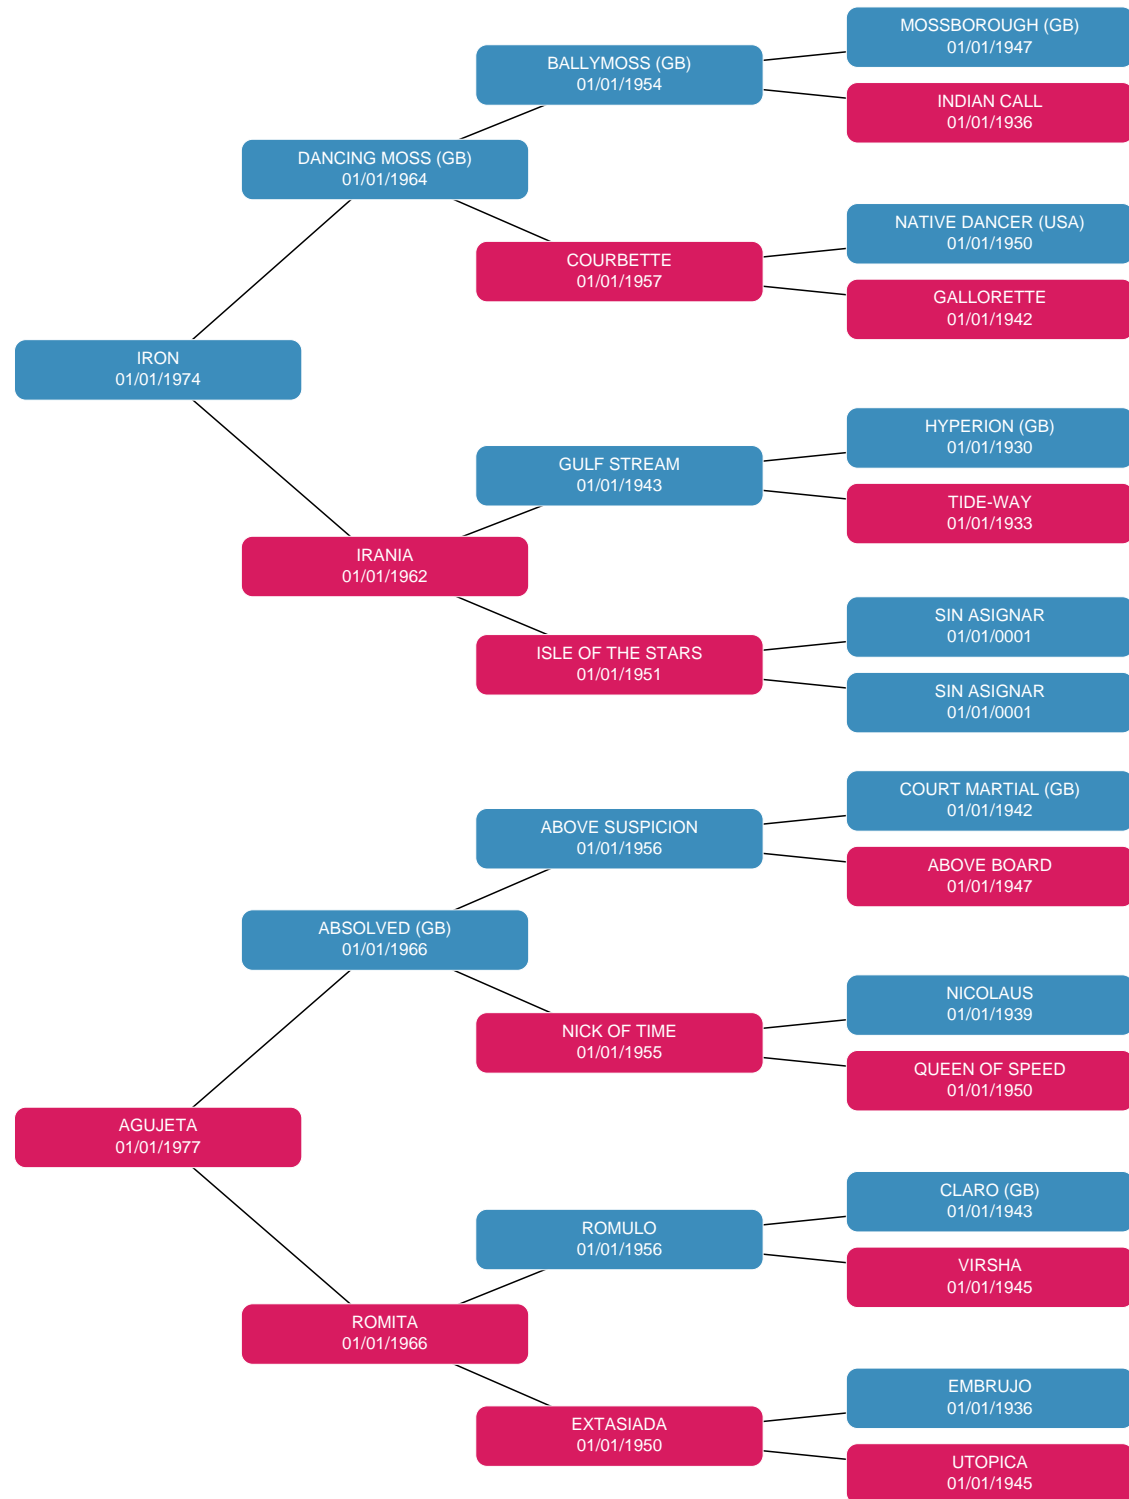 MOSSBOROUGH (GB)
01/01/1947
BALLYMOSS (GB)
01/01/1954
INDIAN CALL
01/01/1936
DANCING MOSS (GB)
01/01/1964
NATIVE DANCER (USA)
01/01/1950
COURBETTE
01/01/1957
GALLORETTE
01/01/1942
IRON
01/01/1974
HYPERION (GB)
01/01/1930
GULF STREAM
01/01/1943
TIDE-WAY
01/01/1933
IRANIA
01/01/1962
SIN ASIGNAR
01/01/0001
ISLE OF THE STARS
01/01/1951
SIN ASIGNAR
01/01/0001
COURT MARTIAL (GB)
01/01/1942
ABOVE SUSPICION
01/01/1956
ABOVE BOARD
01/01/1947
ABSOLVED (GB)
01/01/1966
NICOLAUS
01/01/1939
NICK OF TIME
01/01/1955
QUEEN OF SPEED
01/01/1950
AGUJETA
01/01/1977
CLARO (GB)
01/01/1943
ROMULO
01/01/1956
VIRSHA
01/01/1945
ROMITA
01/01/1966
EMBRUJO
01/01/1936
EXTASIADA
01/01/1950
UTOPICA
01/01/1945